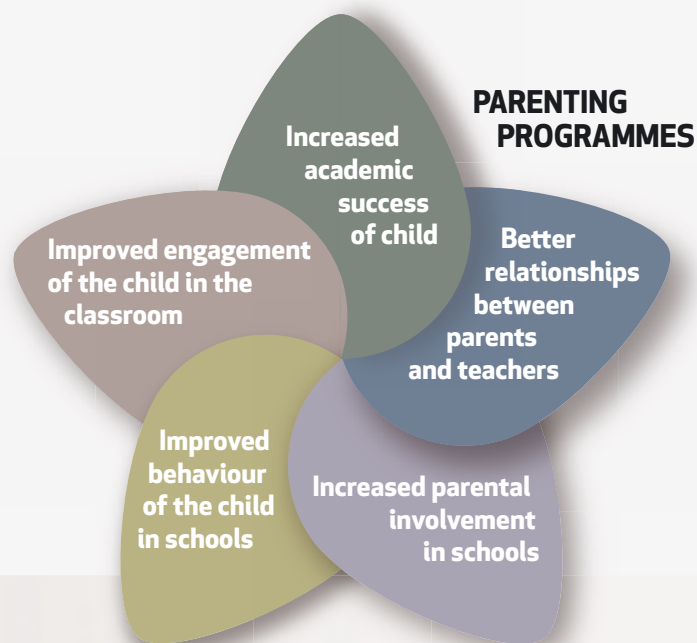 PARENTING
PROGRAMMES
Increased
academic
success
of child
Better
relationships
between
parents
and teachers
Increased parental
involvement
in schools
Improved
behaviour
of the child
in schools
Improved engagement
of the child in the
classroom